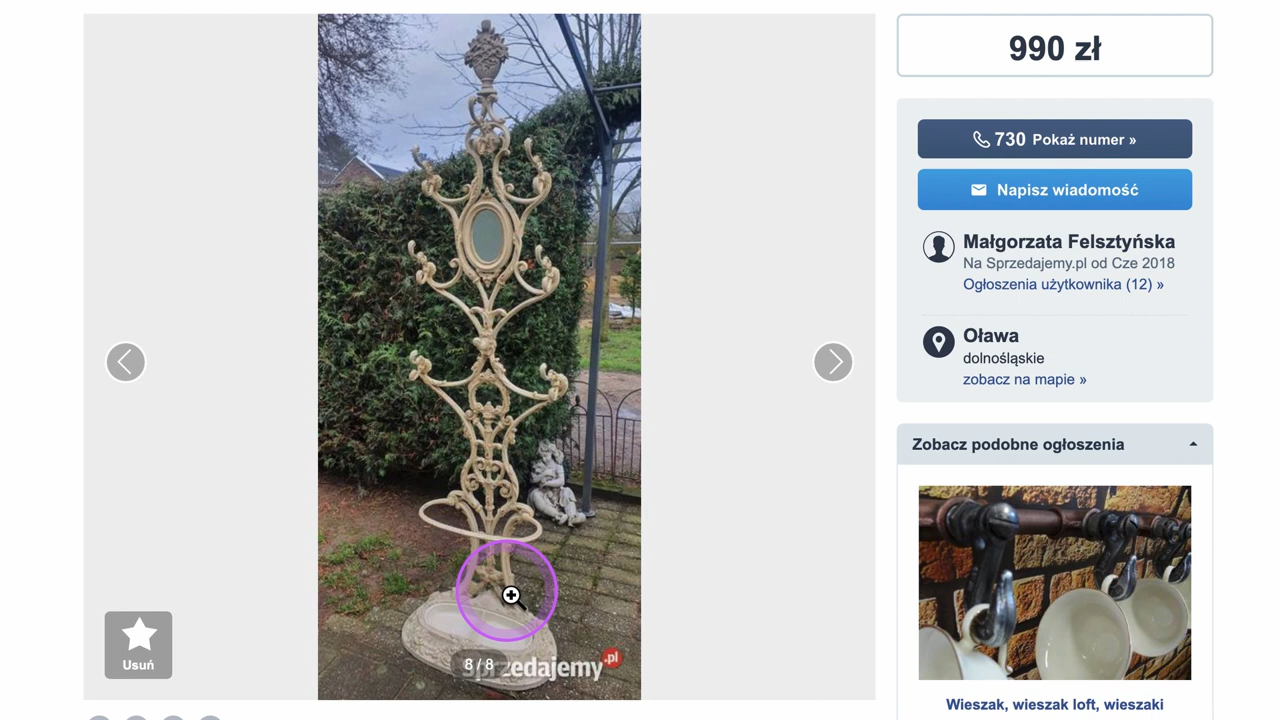 990 zł
730 Pokaż numer »
Napisz wiadomość
Małgorzata Felsztyńska
Na Sprzedajemy.pl od Cze 2018
Ogłoszenia użytkownika (12) »
Oława
dolnośląskie
zobacz na mapie »
Zobacz podobne ogłoszenia
Usuń
8 / 8
sprzedajemy.pl
Wieszak, wieszak loft, wieszaki